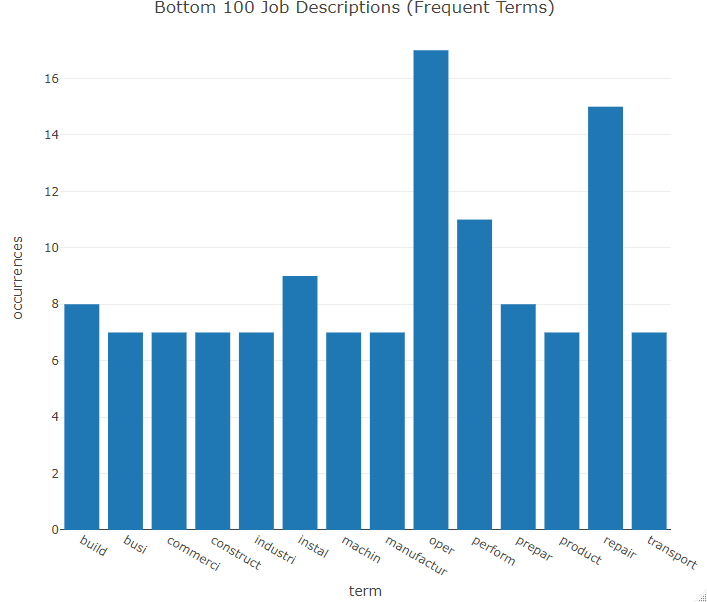 Bottom 100 Job Descriptions (Frequent Terms)
occurrences
16
14
12
10
8
6
4
2
0
build
busi
commerci
construct
industri
instal
machin
manufactur
oper
perform
prepar
product
repair
transport
term